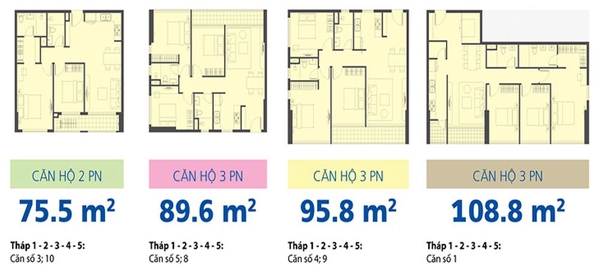 CĂN HỘ 2 PN
75.5 m²
Tháp 1 - 2 - 3 - 4 - 5:
Căn số 3; 10
CĂN HỘ 3 PN
89.6 m²
Tháp 1 - 2 - 3 - 4 - 5:
Căn số 5; 8
CĂN HỘ 3 PN
95.8 m²
Tháp 1 - 2 - 3 - 4 - 5:
Căn số 4; 9
CĂN HỘ 3 PN
108.8 m²
Tháp 1 - 2 - 3 - 4 - 5:
Căn số 1